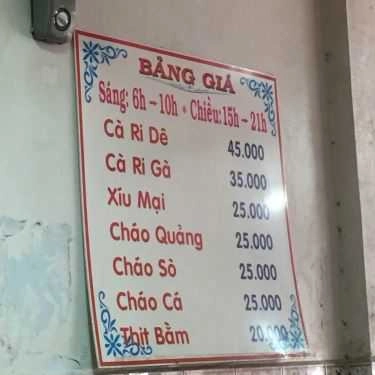 BẢNG GIÁ
Sáng: 6h - 10h * Chiều: 15h - 21h
Cà Ri Dê 45.000
Cà Ri Gà 35.000
Xíu Mại 25.000
Cháo Quảng 25.000
Cháo Sò 25.000
Cháo Cá 25.000
Thịt Bằm 20.000